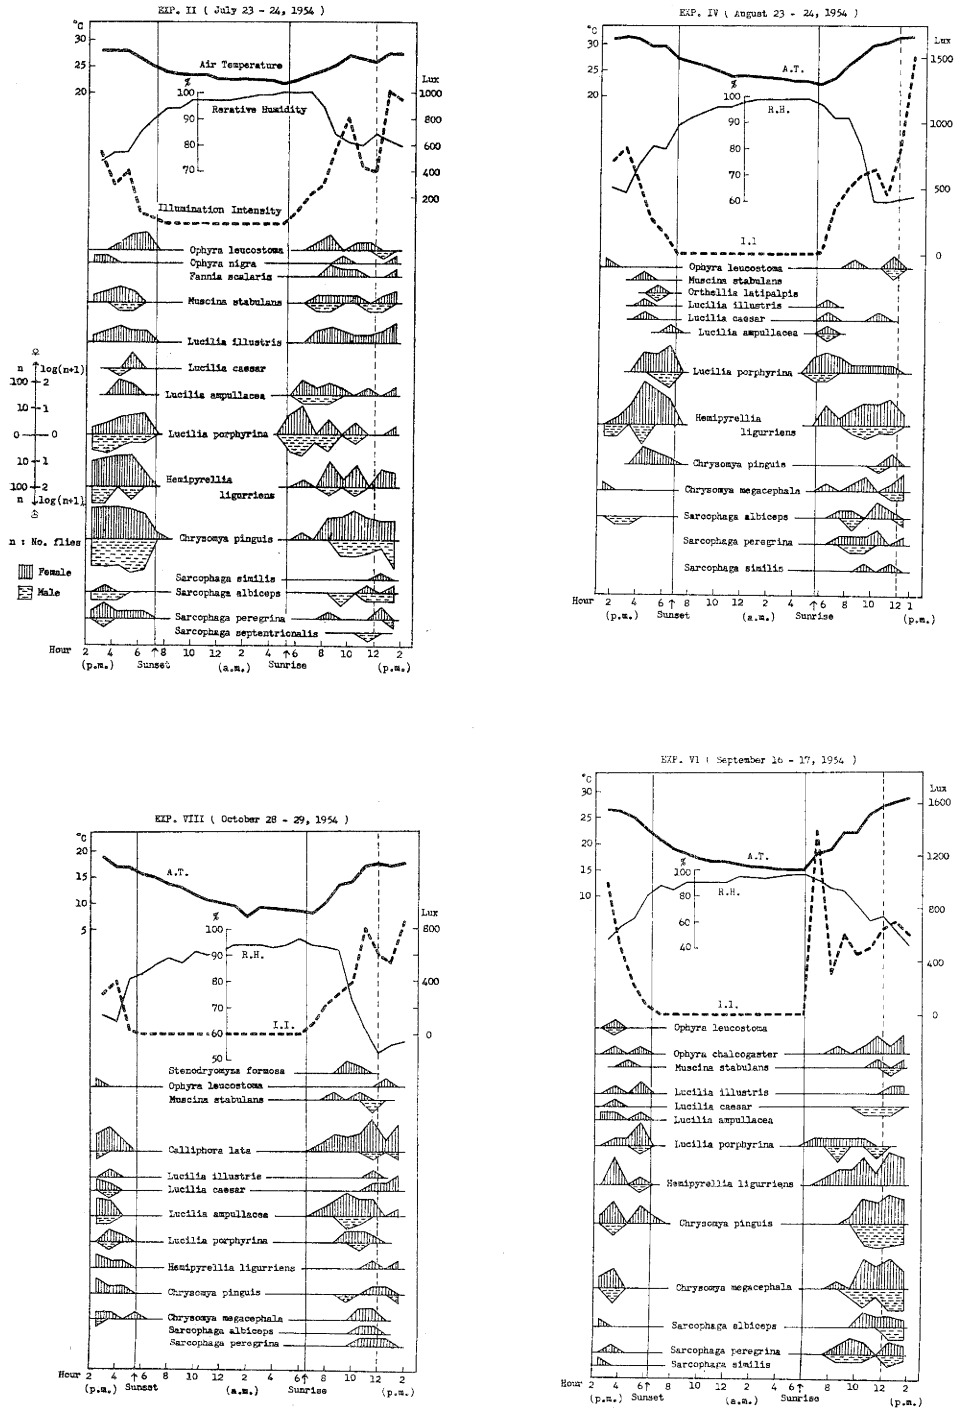 EXP. II ( July 23 - 24, 1954 )
°C
30
25
20
Air Temperature
%
100
90
80
70
Rerative Humidity
Lux
1000
800
600
400
200
Illumination Intensity
Ophyra leucostoma
Ophyra nigra
Fannia scalaris
Muscina stabulans
Lucilia illustris
Lucilia caesar
Lucilia ampullacea
Lucilia porphyrina
Hemipyrellia
ligurriens
Chrysomya pinguis
Sarcophaga similis
Sarcophaga albiceps
Sarcophaga peregrina
Sarcophaga septentrionalis
♀
n log(n+1)
100 2
10 1
0 0
10 1
100 2
n log(n+1)
n : No. flies
Female
Male
Hour 2 4 6 ↑ 8 10 12 2 4 ↑ 6 8 10 12 2
(p.m.) Sunset (a.m.) Sunrise (p.m.)
EXP. IV ( August 23 - 24, 1954 )
°C
30
25
20
A.T.
%
100
90
80
70
60
R.H.
Lux
1500
1000
500
0
I.I
Ophyra leucostoma
Muscina stabulans
Orthellia latipalpis
Lucilia illustris
Lucilia caesar
Lucilia ampullacea
Lucilia porphyrina
Hemipyrellia
ligurriens
Chrysomya pinguis
Chrysomya megacephala
Sarcophaga albiceps
Sarcophaga peregrina
Sarcophaga similis
Hour 2 4 6 ↑ 8 10 12 2 4 ↑ 6 8 10 12 1
(p.m.) Sunset (a.m.) Sunrise (p.m.)
EXP. VIII ( October 28 - 29, 1954 )
°C
20
15
10
5
A.T.
%
100
90
80
70
60
50
R.H.
Lux
800
400
0
I.I.
Stenodryomyza formosa
Ophyra leucostoma
Muscina stabulans
Calliphora lata
Lucilia illustris
Lucilia caesar
Lucilia ampullacea
Lucilia porphyrina
Hemipyrellia ligurriens
Chrysomya pinguis
Chrysomya megacephala
Sarcophaga albiceps
Sarcophaga peregrina
Hour 2 4 ↑ 6 8 10 12 2 4 6 ↑ 8 10 12 2
(p.m.) Sunset (a.m.) Sunrise (p.m.)
EXP. VI ( September 16 - 17, 1954 )
°C
30
25
20
15
10
A.T.
%
100
80
60
40
R.H.
Lux
1600
1200
800
400
0
I.I.
Ophyra leucostoma
Ophyra chalcogaster
Muscina stabulans
Lucilia illustris
Lucilia caesar
Lucilia ampullacea
Lucilia porphyrina
Hemipyrellia ligurriens
Chrysomya pinguis
Chrysomya megacephala
Sarcophaga albiceps
Sarcophaga peregrina
Sarcophaga similis
Hour 2 4 6 ↑ 8 10 12 2 4 6 ↑ 8 10 12 2
(p.m.) Sunset (a.m.) Sunrise (p.m.)